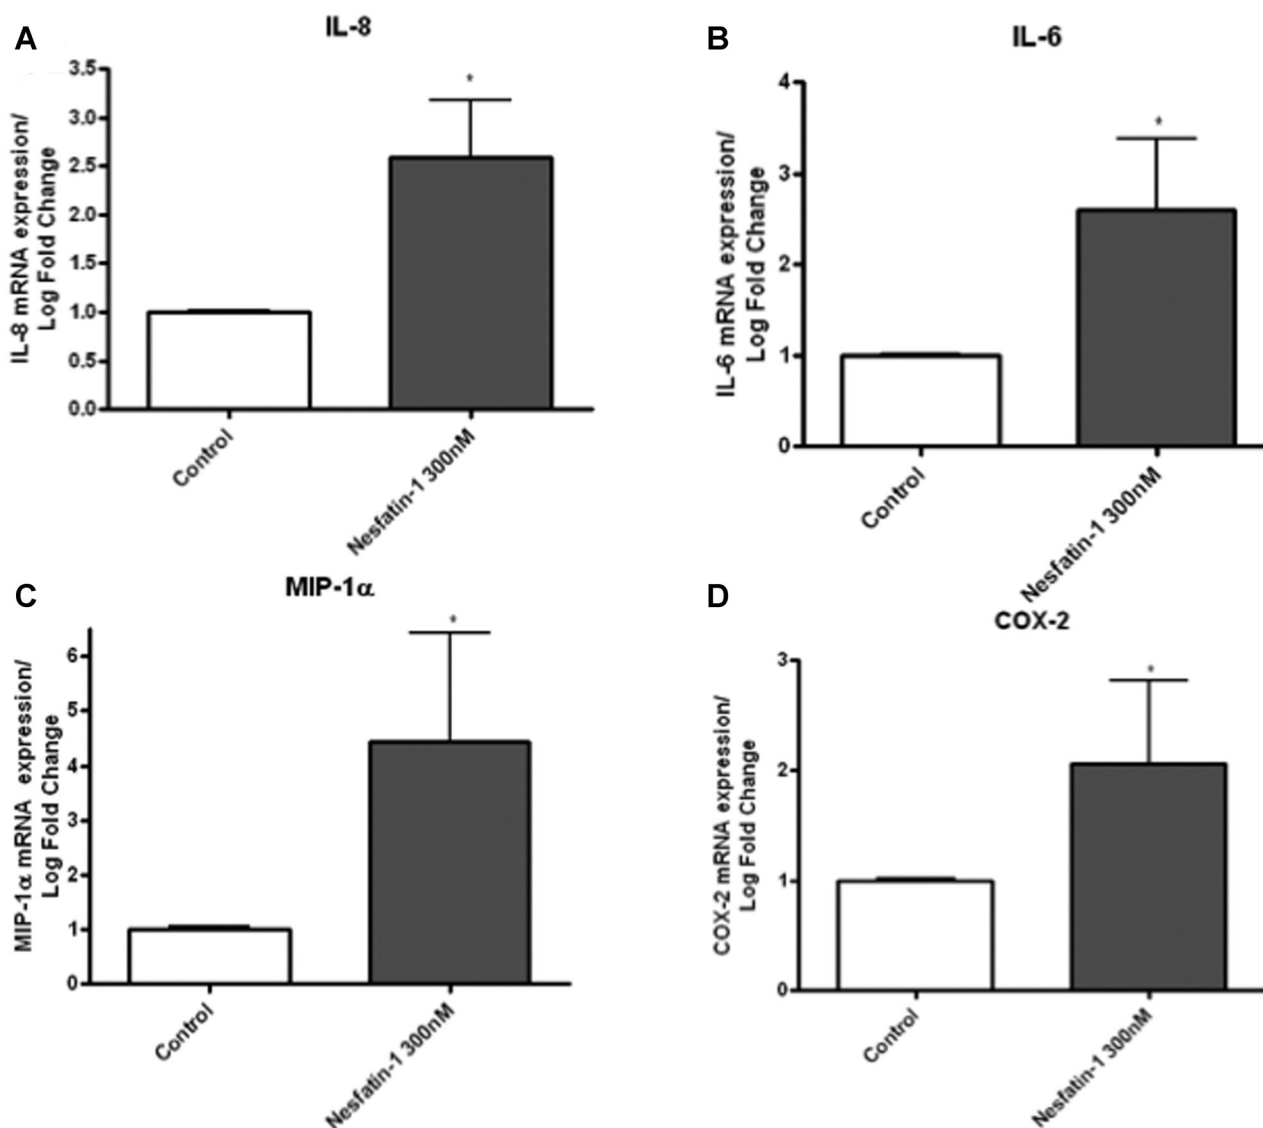 A
IL-8
IL-8 mRNA expression/
Log Fold Change
3.5
3.0
2.5
2.0
1.5
1.0
0.5
0.0
*
Control
Nesfatin-1 300nM
B
IL-6
IL-6 mRNA expression/
Log Fold Change
4
3
2
1
0
*
Control
Nesfatin-1 300nM
C
MIP-1α
MIP-1α mRNA expression/
Log Fold Change
6
5
4
3
2
1
0
*
Control
Nesfatin-1 300nM
D
COX-2
COX-2 mRNA expression/
Log Fold Change
3
2
1
0
*
Control
Nesfatin-1 300nM